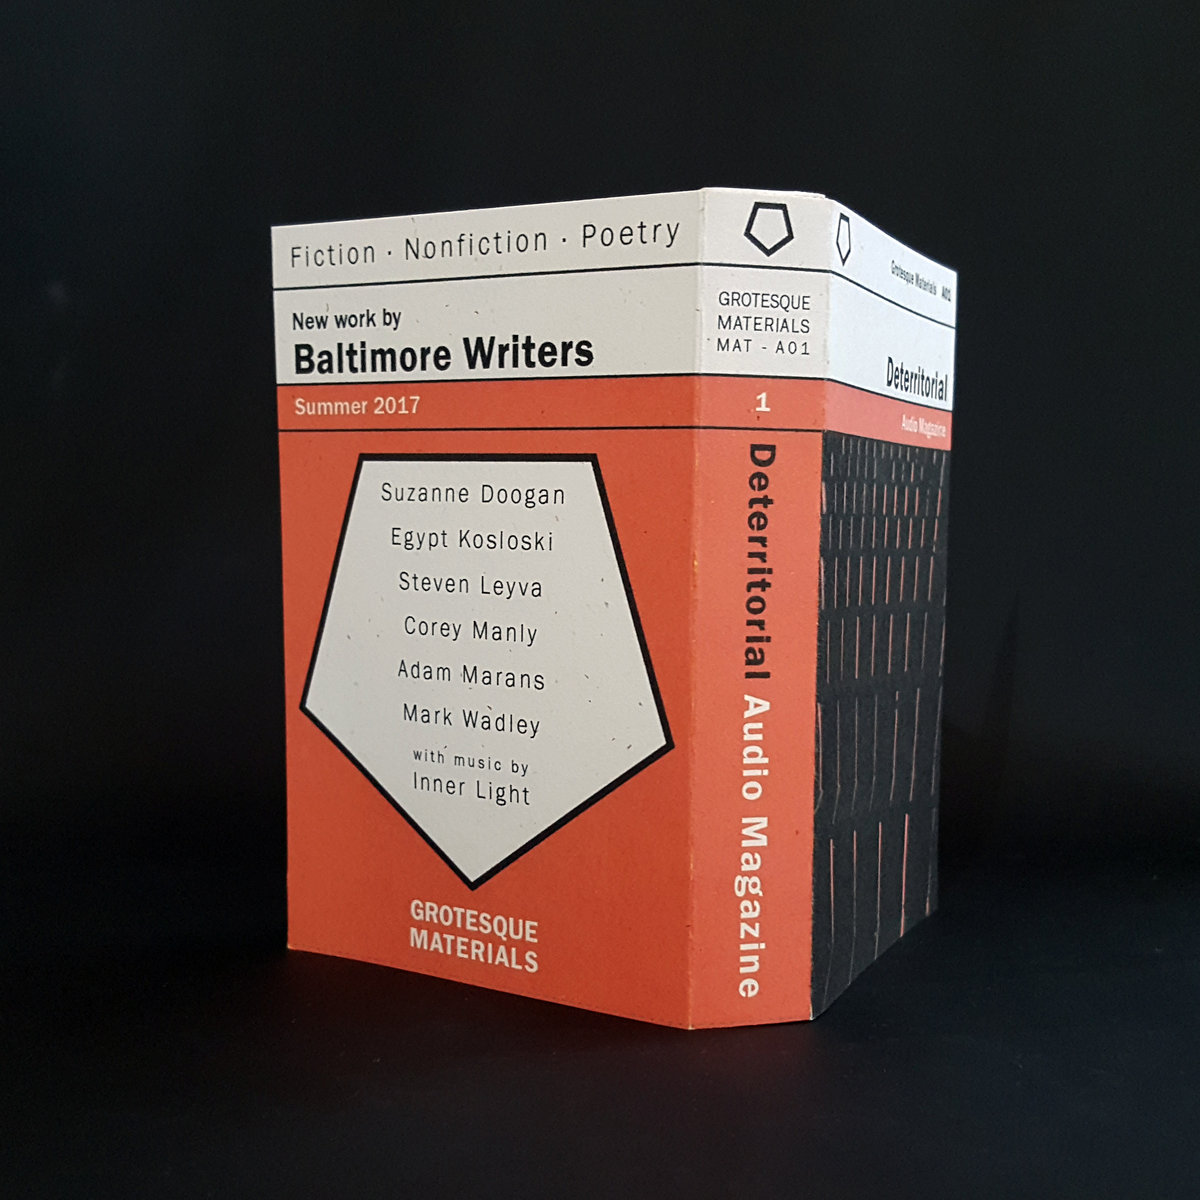 Fiction · Nonfiction · Poetry
New work by
Baltimore Writers
Summer 2017
Suzanne Doogan
Egypt Kosloski
Steven Leyva
Corey Manly
Adam Marans
Mark Wadley
with music by
Inner Light
GROTESQUE
MATERIALS
GROTESQUE
MATERIALS
MAT - A01
1
Deterritorial Audio Magazine
Grotesque Materials A01
Deterritorial
Audio Magazine